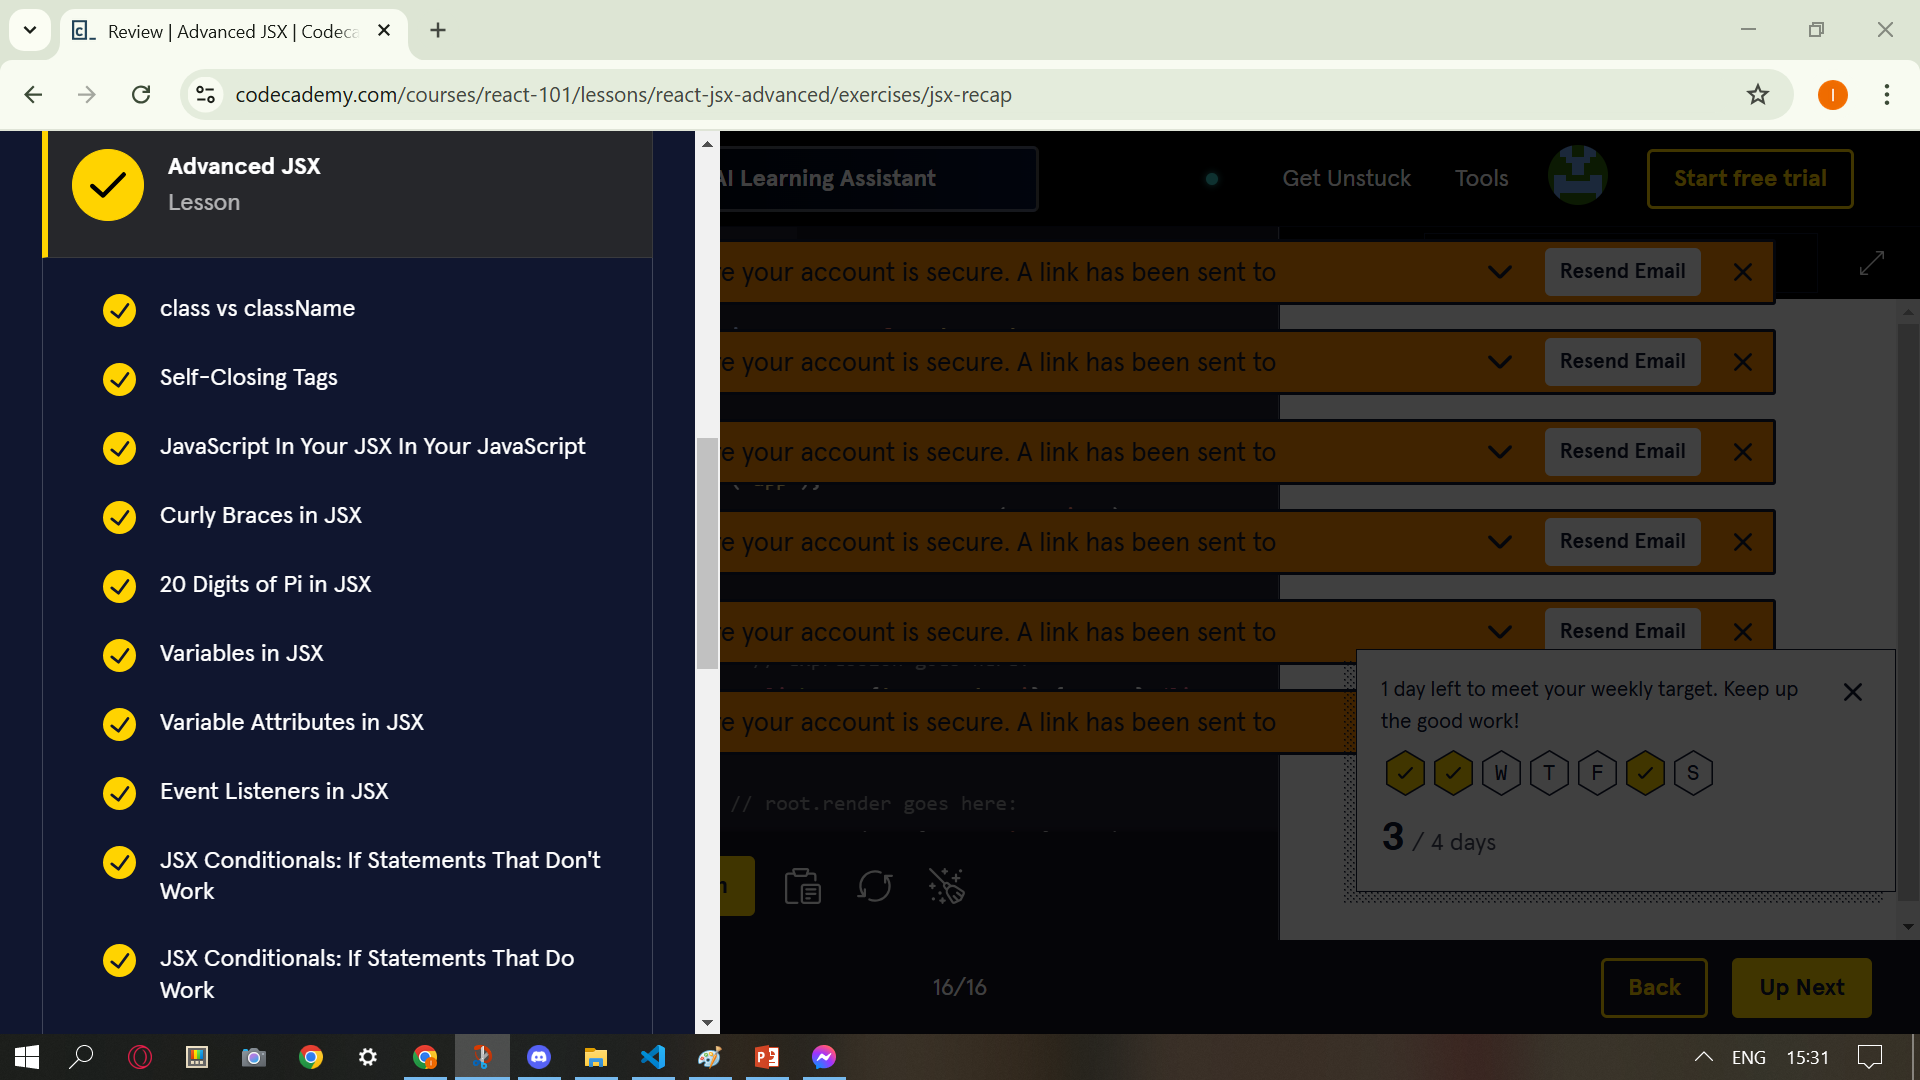 Review | Advanced JSX | Codeca
codecademy.com/courses/react-101/lessons/react-jsx-advanced/exercises/jsx-recap
Advanced JSX
Lesson
class vs className
Self-Closing Tags
JavaScript In Your JSX In Your JavaScript
Curly Braces in JSX
20 Digits of Pi in JSX
Variables in JSX
Variable Attributes in JSX
Event Listeners in JSX
JSX Conditionals: If Statements That Don't
Work
JSX Conditionals: If Statements That Do
Work
AI Learning Assistant
Get Unstuck
Tools
Start free trial
e your account is secure. A link has been sent to
Resend Email
e your account is secure. A link has been sent to
Resend Email
e your account is secure. A link has been sent to
Resend Email
e your account is secure. A link has been sent to
Resend Email
e your account is secure. A link has been sent to
Resend Email
e your account is secure. A link has been sent to
1 day left to meet your weekly target. Keep up
the good work!
W T F S
3 / 4 days
// root.render goes here:
n
16/16
Back
Up Next
ENG
15:31